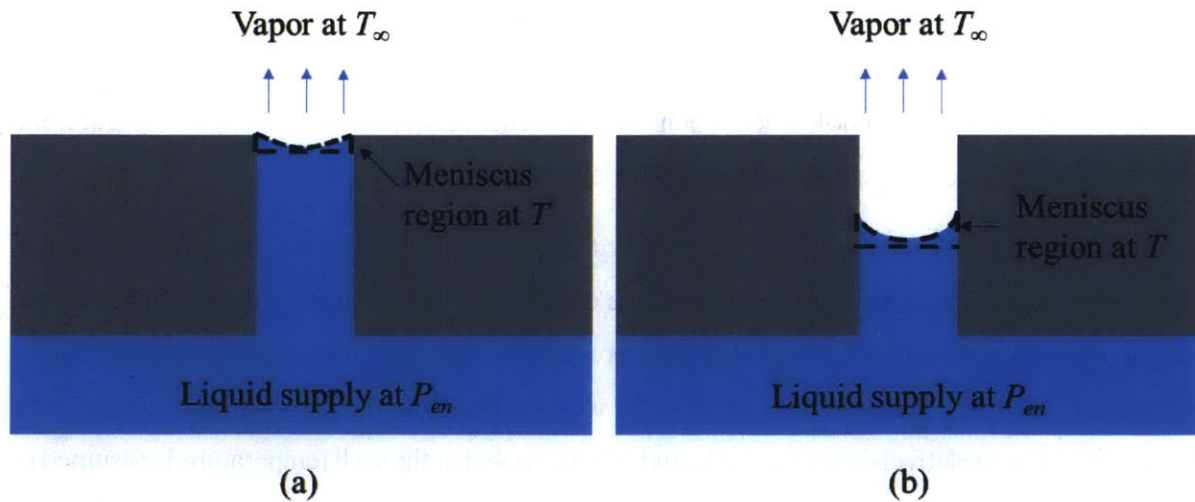 Vapor at T∞
Meniscus
region at T
Liquid supply at Pen
(a)
Vapor at T∞
Meniscus
region at T
Liquid supply at Pen
(b)